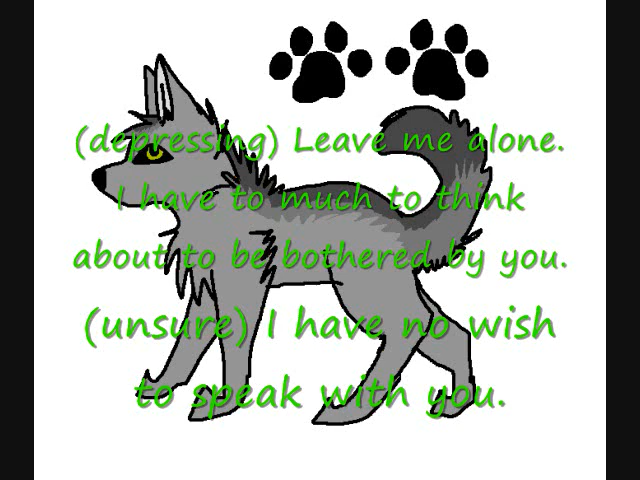 (depressing) Leave me alone.
I have to much to think
about to be bothered by you.
(unsure) I have no wish
to speak with you.